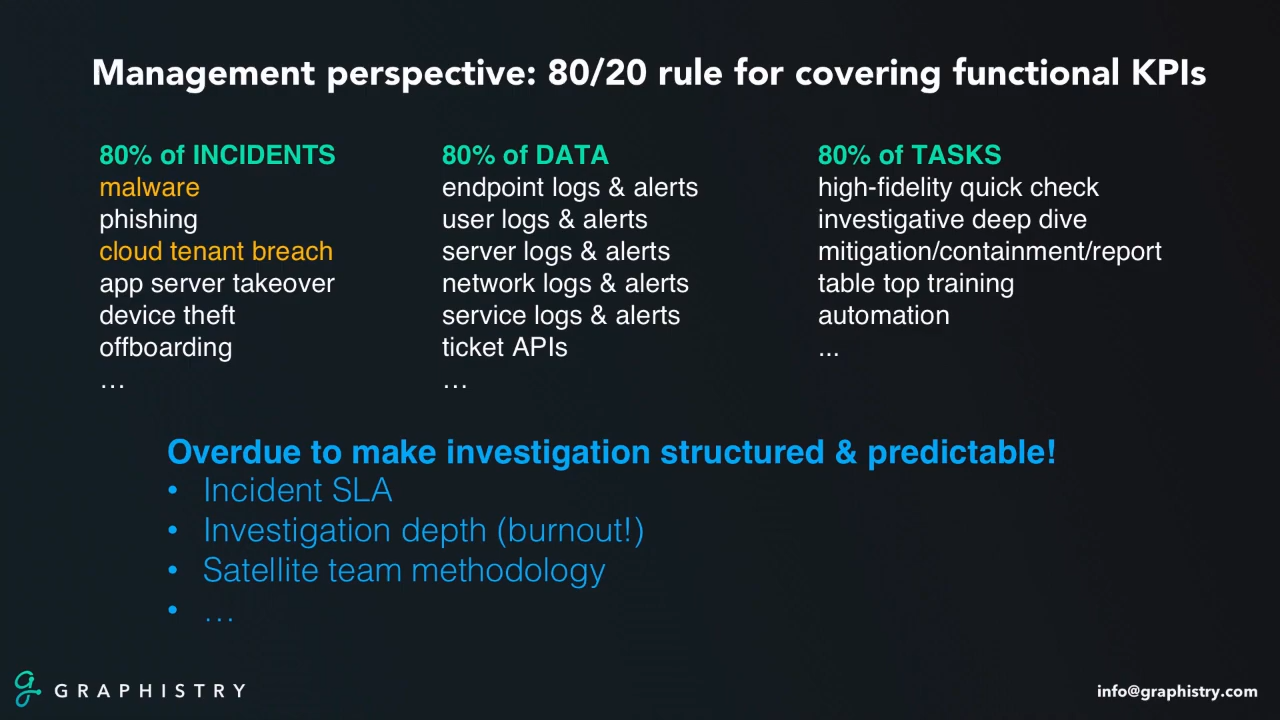 Management perspective: 80/20 rule for covering functional KPIs
80% of INCIDENTS
malware
phishing
cloud tenant breach
app server takeover
device theft
offboarding
…
80% of DATA
endpoint logs & alerts
user logs & alerts
server logs & alerts
network logs & alerts
service logs & alerts
ticket APIs
…
80% of TASKS
high-fidelity quick check
investigative deep dive
mitigation/containment/report
table top training
automation
...
Overdue to make investigation structured & predictable!
• Incident SLA
• Investigation depth (burnout!)
• Satellite team methodology
• …
GRAPHISTRY
info@graphistry.com